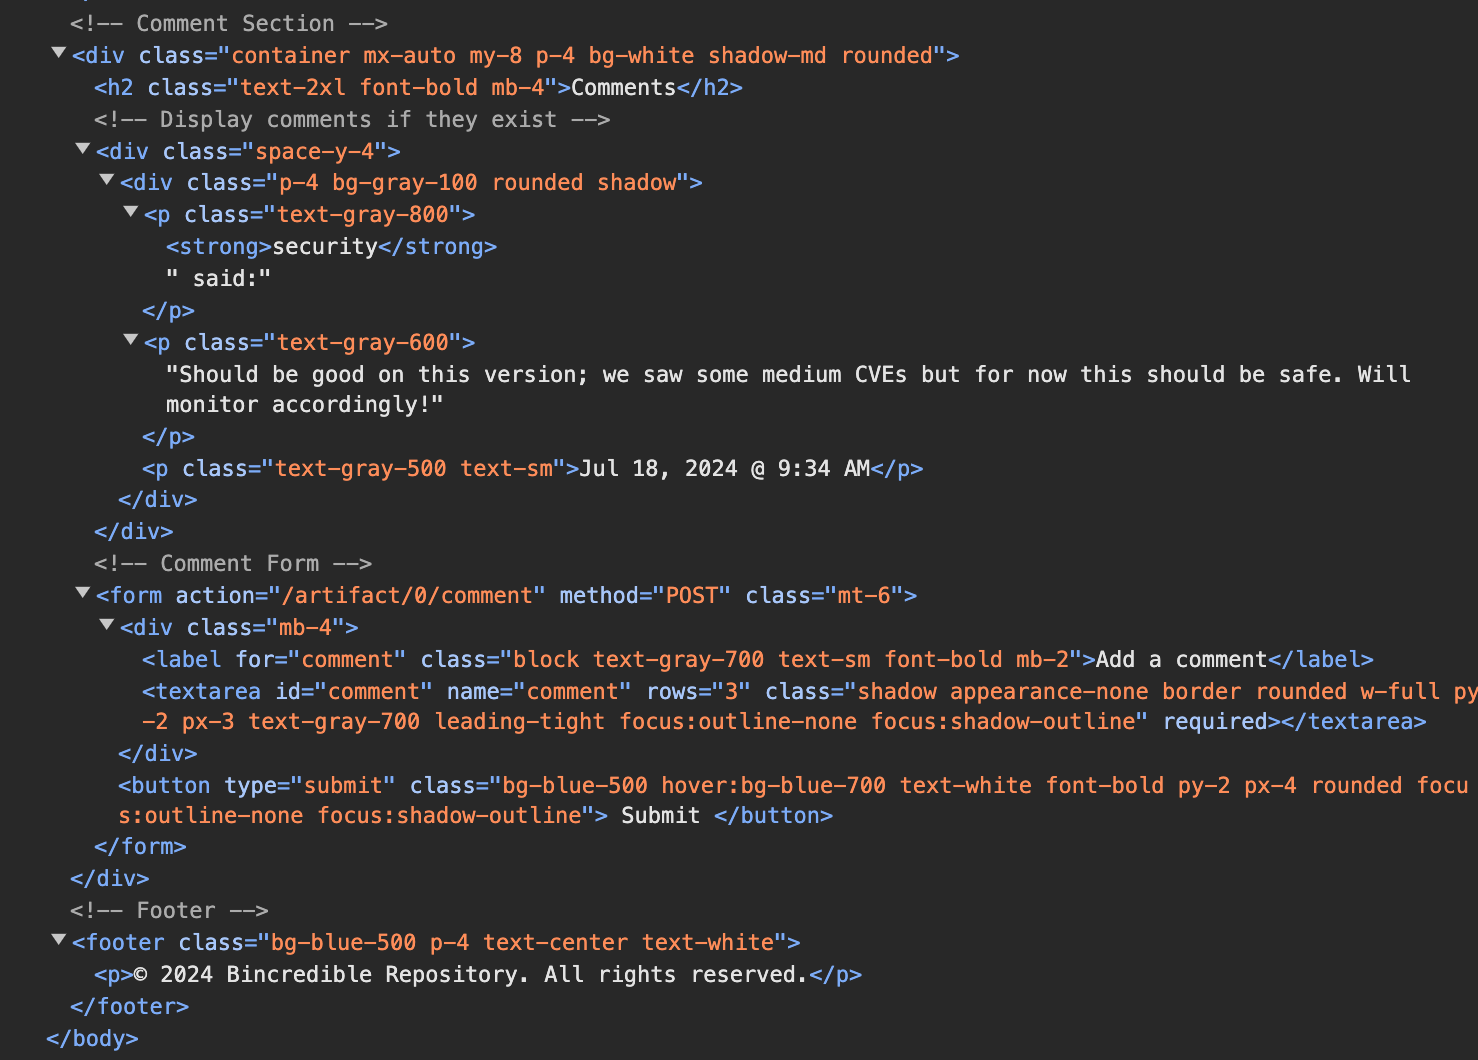 <!-- Comment Section -->
<div class="container mx-auto my-8 p-4 bg-white shadow-md rounded">
<h2 class="text-2xl font-bold mb-4">Comments</h2>
<!-- Display comments if they exist -->
<div class="space-y-4">
<div class="p-4 bg-gray-100 rounded shadow">
<p class="text-gray-800">
<strong>security</strong>
" said:"
</p>
<p class="text-gray-600">
"Should be good on this version; we saw some medium CVEs but for now this should be safe. Will
monitor accordingly!"
</p>
<p class="text-gray-500 text-sm">Jul 18, 2024 @ 9:34 AM</p>
</div>
</div>
<!-- Comment Form -->
<form action="/artifact/0/comment" method="POST" class="mt-6">
<div class="mb-4">
<label for="comment" class="block text-gray-700 text-sm font-bold mb-2">Add a comment</label>
<textarea id="comment" name="comment" rows="3" class="shadow appearance-none border rounded w-full py
-2 px-3 text-gray-700 leading-tight focus:outline-none focus:shadow-outline" required></textarea>
</div>
<button type="submit" class="bg-blue-500 hover:bg-blue-700 text-white font-bold py-2 px-4 rounded focu
s:outline-none focus:shadow-outline"> Submit </button>
</form>
</div>
<!-- Footer -->
<footer class="bg-blue-500 p-4 text-center text-white">
<p>© 2024 Bincredible Repository. All rights reserved.</p>
</footer>
</body>